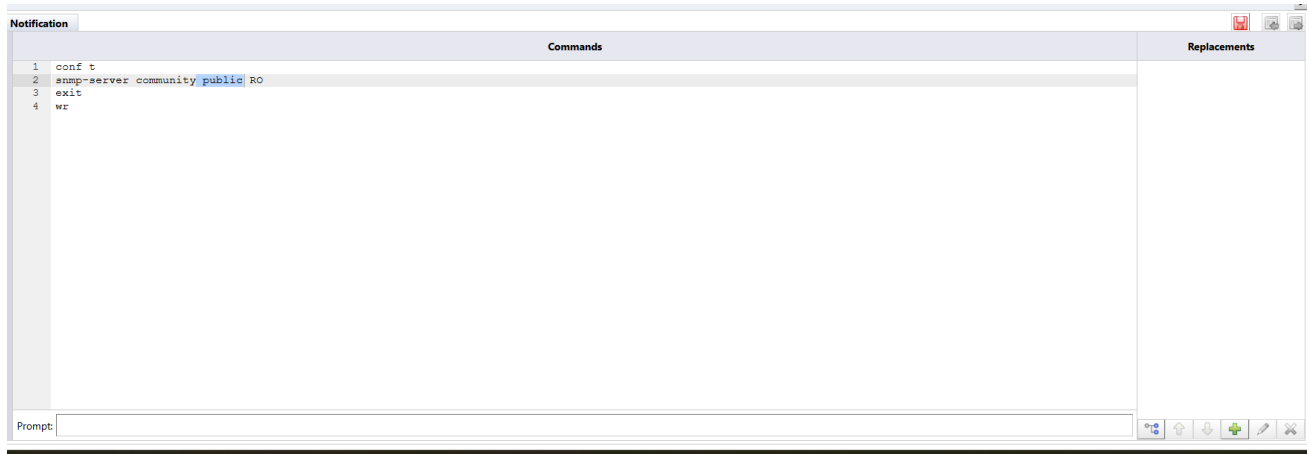 Notification
Commands
Replacements
1 conf t
2 snmp-server community public RO
3 exit
4 wr
Prompt: